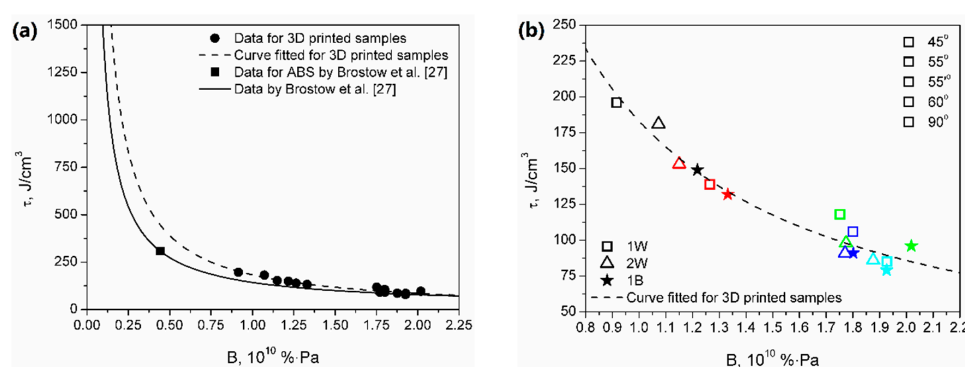 (a)
1500
1250
1000
750
500
250
0
τ, J/cm³
Data for 3D printed samples
Curve fitted for 3D printed samples
Data for ABS by Brostow et al. [27]
Data by Brostow et al. [27]
0.00 0.25 0.50 0.75 1.00 1.25 1.50 1.75 2.00 2.25
B, 10¹⁰ %·Pa
(b)
250
225
200
175
150
125
100
75
50
τ, J/cm³
45°
55°
55'°
60°
90°
1W
2W
1B
Curve fitted for 3D printed samples
0.8 0.9 1.0 1.1 1.2 1.3 1.4 1.5 1.6 1.7 1.8 1.9 2.0 2.1 2.2
B, 10¹⁰ %·Pa